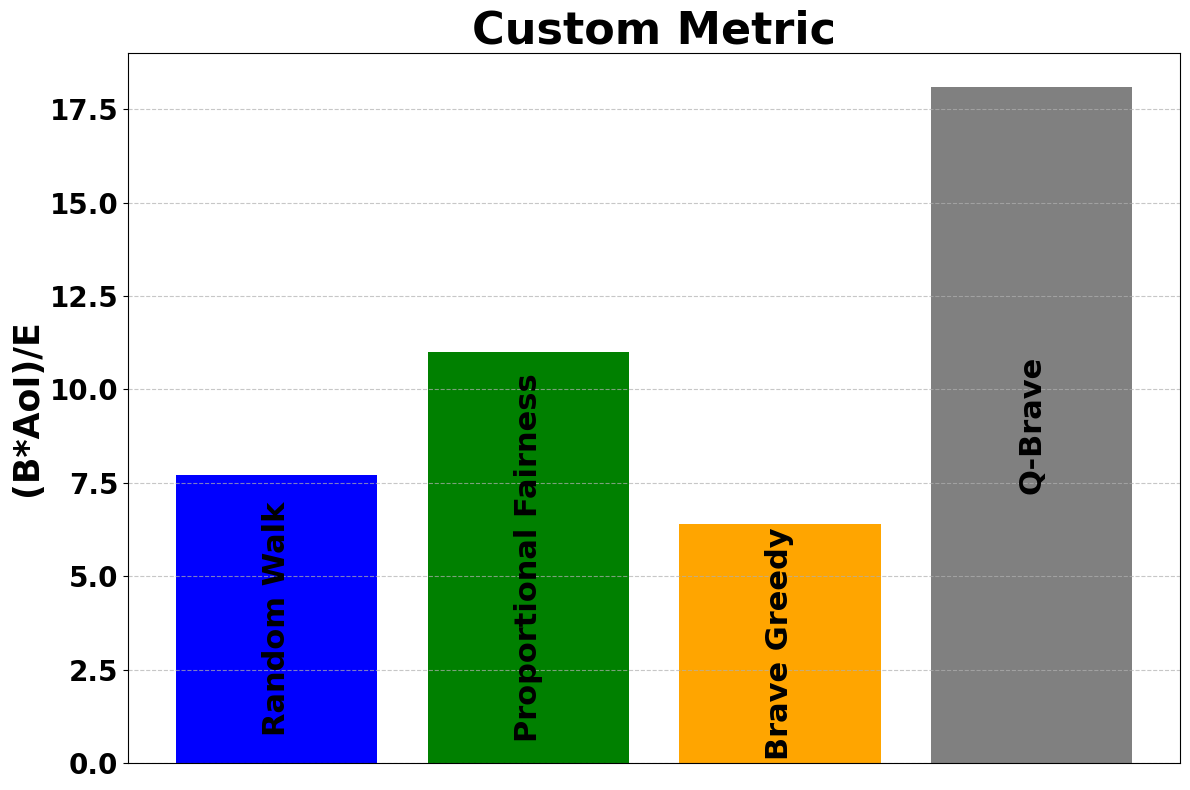 Custom Metric
(B*AoI)/E
17.5
15.0
12.5
10.0
7.5
5.0
2.5
0.0
Random Walk
Proportional Fairness
Brave Greedy
Q-Brave